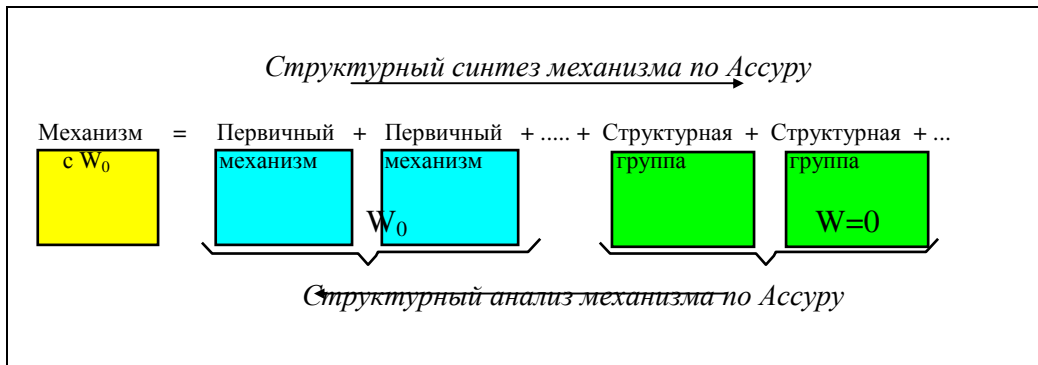 Структурный синтез механизма по Ассуру
Механизм = Первичный + Первичный + ..... + Структурная + Структурная + ...
с W₀ механизм механизм группа группа
W₀ W=0
Структурный анализ механизма по Ассуру